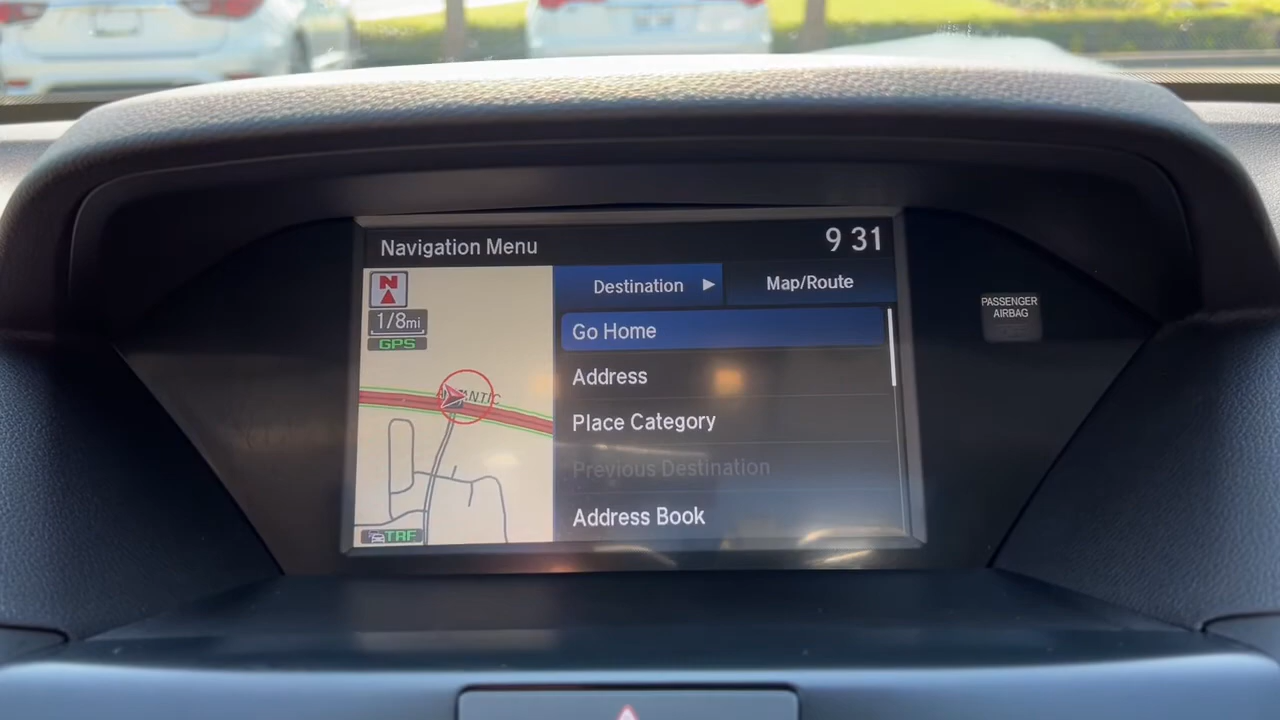 Navigation Menu
9 31
N
1/8mi
GPS
TRF
Destination
Map/Route
Go Home
Address
Place Category
Previous Destination
Address Book
PASSENGER
AIRBAG